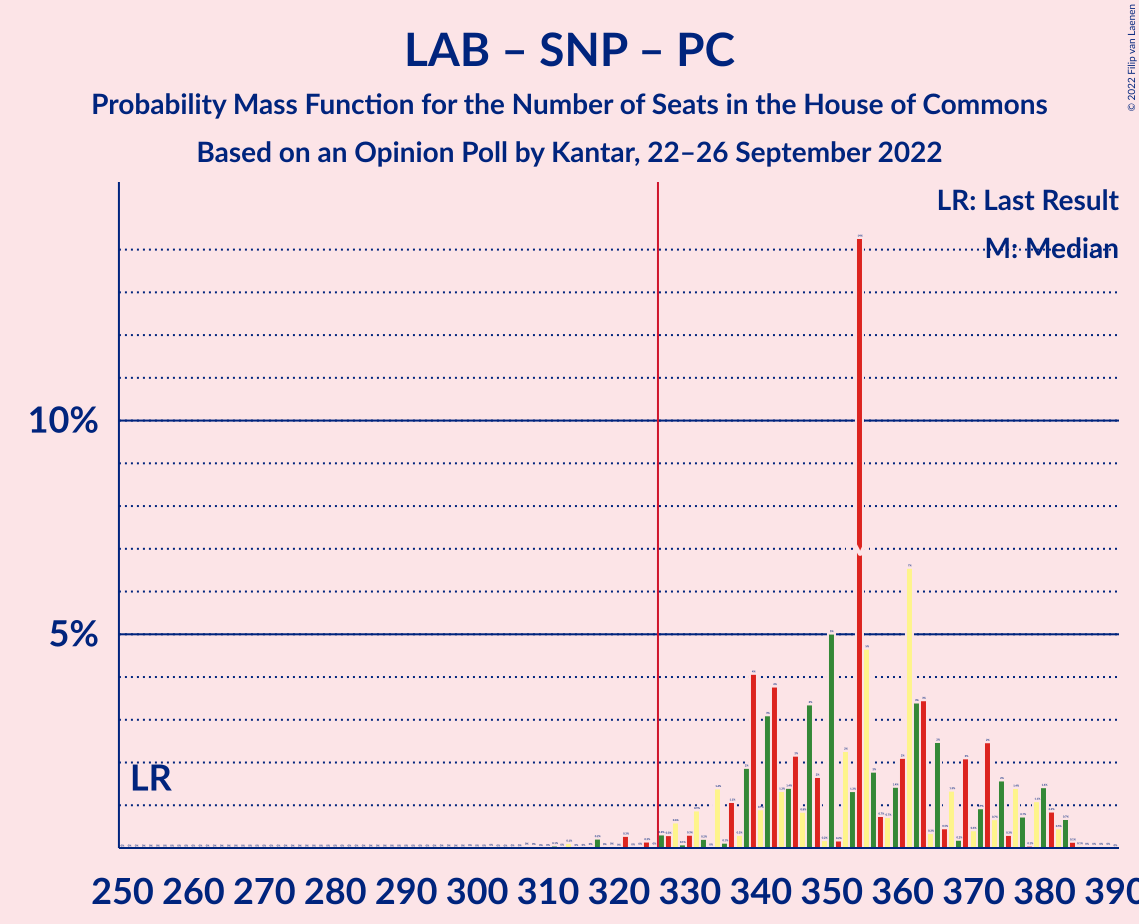 LAB – SNP – PC
Probability Mass Function for the Number of Seats in the House of Commons
Based on an Opinion Poll by Kantar, 22–26 September 2022
© 2022 Filip van Laenen
LR: Last Result
M: Median
10%
5%
LR
250 260 270 280 290 300 310 320 330 340 350 360 370 380 390